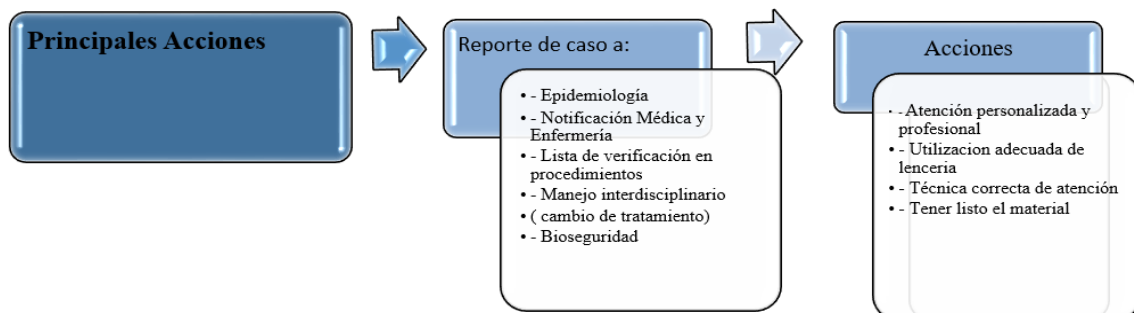 Principales Acciones
Reporte de caso a:
• - Epidemiología
• - Notificación Médica y
Enfermería
• - Lista de verificación en
procedimientos
• - Manejo interdisciplinario
• ( cambio de tratamiento)
• - Bioseguridad
Acciones
• - Atención personalizada y
profesional
• - Utilizacion adecuada de
lenceria
• - Técnica correcta de atención
• - Tener listo el material